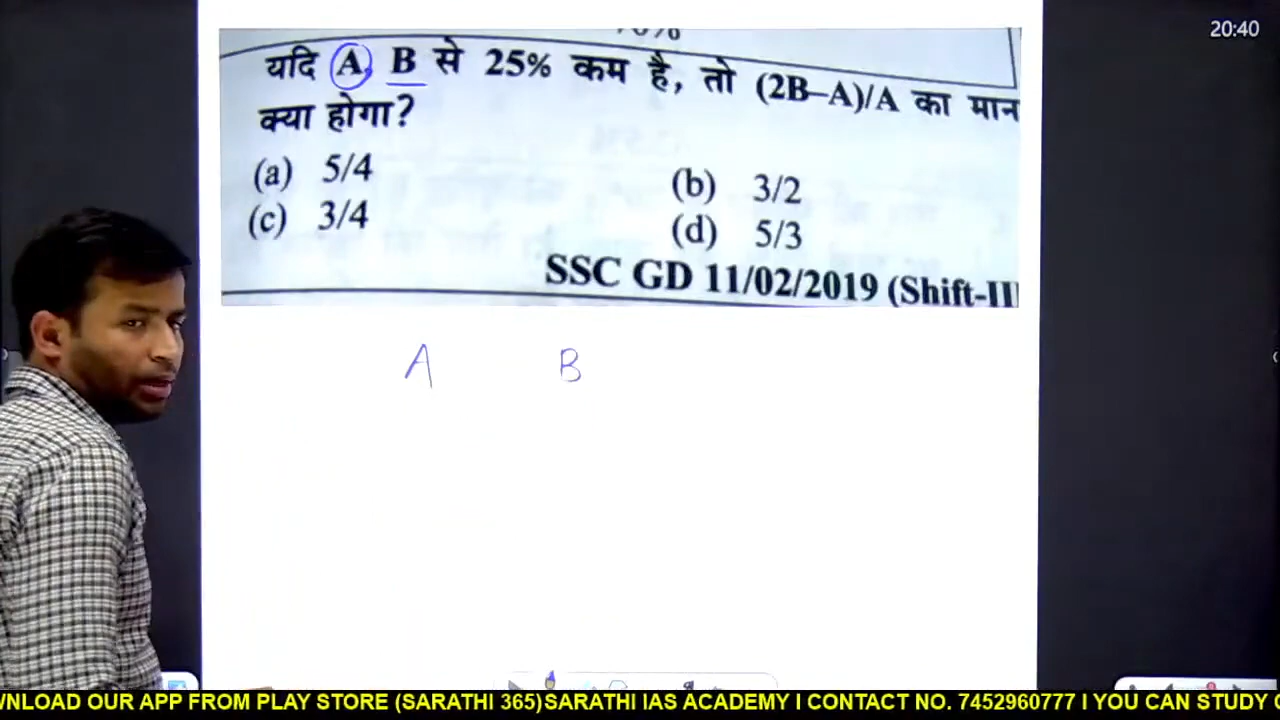 20:40
यदि A, B से 25% कम है, तो (2B–A)/A का मान
क्या होगा?
(a) 5/4
(b) 3/2
(c) 3/4
(d) 5/3
SSC GD 11/02/2019 (Shift-II
A B
WNLOAD OUR APP FROM PLAY STORE (SARATHI 365)SARATHI IAS ACADEMY I CONTACT NO. 7452960777 I YOU CAN STUDY